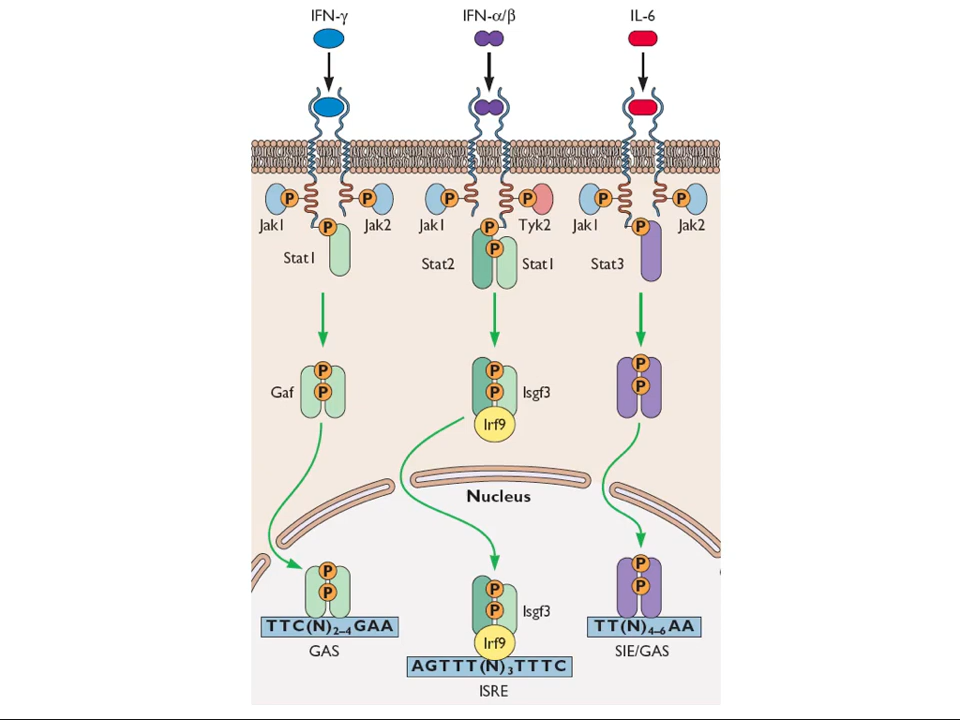 IFN-γ IFN-α/β IL-6
P P P P P P
Jak1 Jak2 Jak1 Tyk2 Jak1 Jak2
P P P
P
Stat1 Stat2 Stat1 Stat3
P P P
P P P
Gaf Isgf3
Irf9
Nucleus
P P P
P P P
Isgf3
TTC(N)2–4GAA TT(N)4–6AA
Irf9
GAS SIE/GAS
AGTTT(N)3TTTC
ISRE